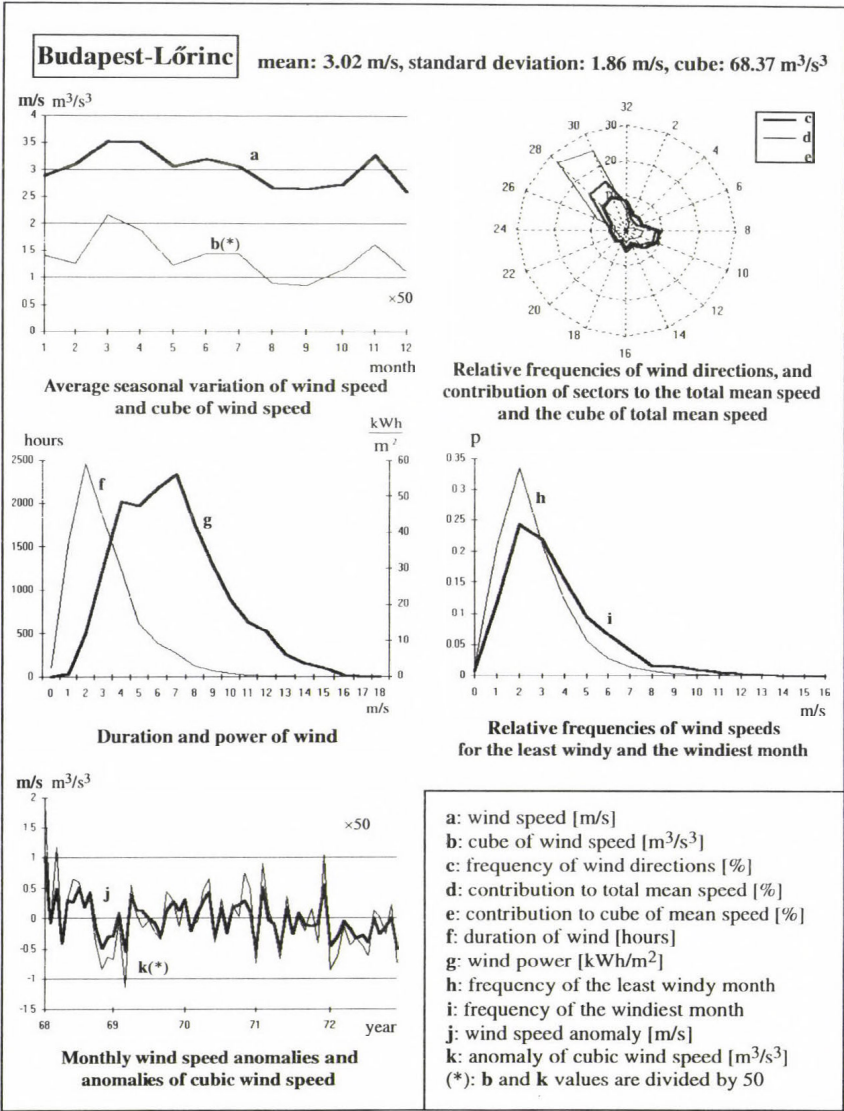 Budapest-Lőrinc
mean: 3.02 m/s, standard deviation: 1.86 m/s, cube: 68.37 m³/s³
m/s m³/s³
4
3.5
3
2.5
2
1.5
1
0.5
0
a
b(*)
×50
1 2 3 4 5 6 7 8 9 10 11 12
month
Average seasonal variation of wind speed
and cube of wind speed
32
30 30 2
28 20 4
26 6
24 8
22 10
20 12
18 14
16
c
d
e
Relative frequencies of wind directions, and
contribution of sectors to the total mean speed
and the cube of total mean speed
hours
kWh
m²
2500
2000
1500
1000
500
0
60
50
40
30
20
10
0
f
g
0 1 2 3 4 5 6 7 8 9 10 11 12 13 14 15 16 17 18
m/s
Duration and power of wind
p
0.35
0.3
0.25
0.2
0.15
0.1
0.05
0
h
i
0 1 2 3 4 5 6 7 8 9 10 11 12 13 14 15 16
m/s
Relative frequencies of wind speeds
for the least windy and the windiest month
m/s m³/s³
2
1.5
1
0.5
0
-0.5
-1
-1.5
×50
j
k(*)
68 69 70 71 72 year
Monthly wind speed anomalies and
anomalies of cubic wind speed
a: wind speed [m/s]
b: cube of wind speed [m³/s³]
c: frequency of wind directions [%]
d: contribution to total mean speed [%]
e: contribution to cube of mean speed [%]
f: duration of wind [hours]
g: wind power [kWh/m²]
h: frequency of the least windy month
i: frequency of the windiest month
j: wind speed anomaly [m/s]
k: anomaly of cubic wind speed [m³/s³]
(*): b and k values are divided by 50